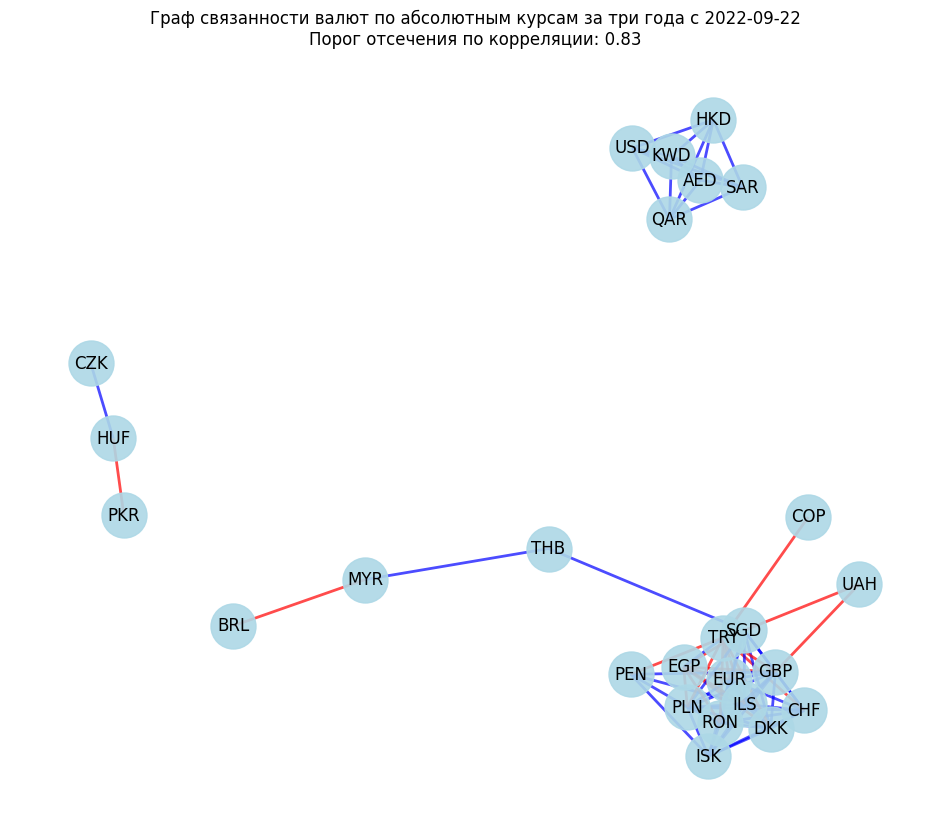 Граф связанности валют по абсолютным курсам за три года с 2022-09-22
Порог отсечения по корреляции: 0.83
HKD
USD
KWD
AED
SAR
QAR
CZK
HUF
PKR
COP
THB
MYR
UAH
BRL
SGD
TRY
EGP
PEN
GBP
EUR
ILS
PLN
CHF
RON
DKK
ISK